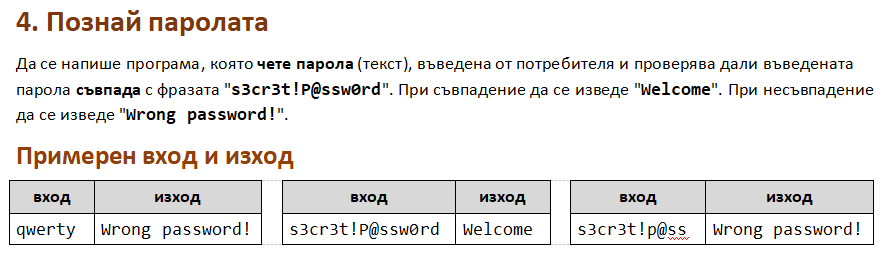 4. Познай паролата
Да се напише програма, която чете парола (текст), въведена от потребителя и проверява дали въведената
парола съвпада с фразата "s3cr3t!P@ssw0rd". При съвпадение да се изведе "Welcome". При несъвпадение
да се изведе "Wrong password!".
Примерен вход и изход
вход изход вход изход вход изход
qwerty Wrong password! s3cr3t!P@ssw0rd Welcome s3cr3t!p@ss Wrong password!